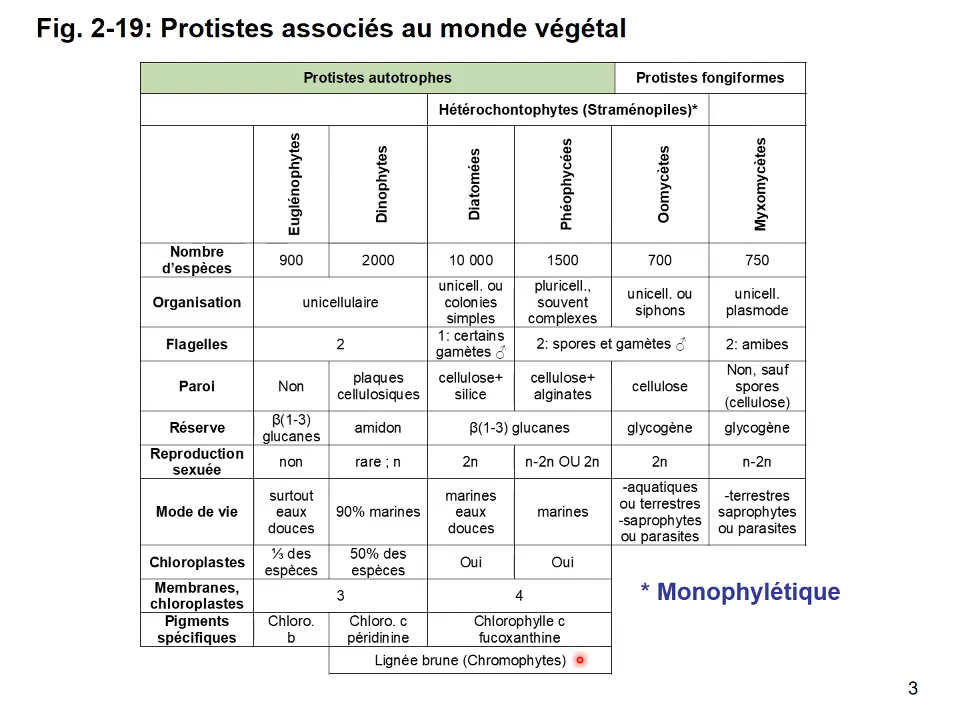 Fig. 2-19: Protistes associés au monde végétal
Protistes autotrophes Protistes fongiformes
Hétérochontophytes (Straménopiles)*
Euglénophytes Dinophytes Diatomées Phéophycées Oomycètes Myxomycètes
Nombre d'espèces 900 2000 10 000 1500 700 750
Organisation unicellulaire unicell. ou colonies simples pluricell., souvent complexes unicell. ou siphons unicell. plasmode
Flagelles 2 1: certains gamètes ♂ 2: spores et gamètes ♂ 2: amibes
Paroi Non plaques cellulosiques cellulose+ silice cellulose+ alginates cellulose Non, sauf spores (cellulose)
Réserve β(1-3) glucanes amidon β(1-3) glucanes glycogène glycogène
Reproduction sexuée non rare ; n 2n n-2n OU 2n 2n n-2n
Mode de vie surtout eaux douces 90% marines marines eaux douces marines -aquatiques ou terrestres -saprophytes ou parasites -terrestres saprophytes ou parasites
Chloroplastes ⅓ des espèces 50% des espèces Oui Oui
Membranes, chloroplastes 3 4
* Monophylétique
Pigments spécifiques Chloro. b Chloro. c péridinine Chlorophylle c fucoxanthine
Lignée brune (Chromophytes)
3